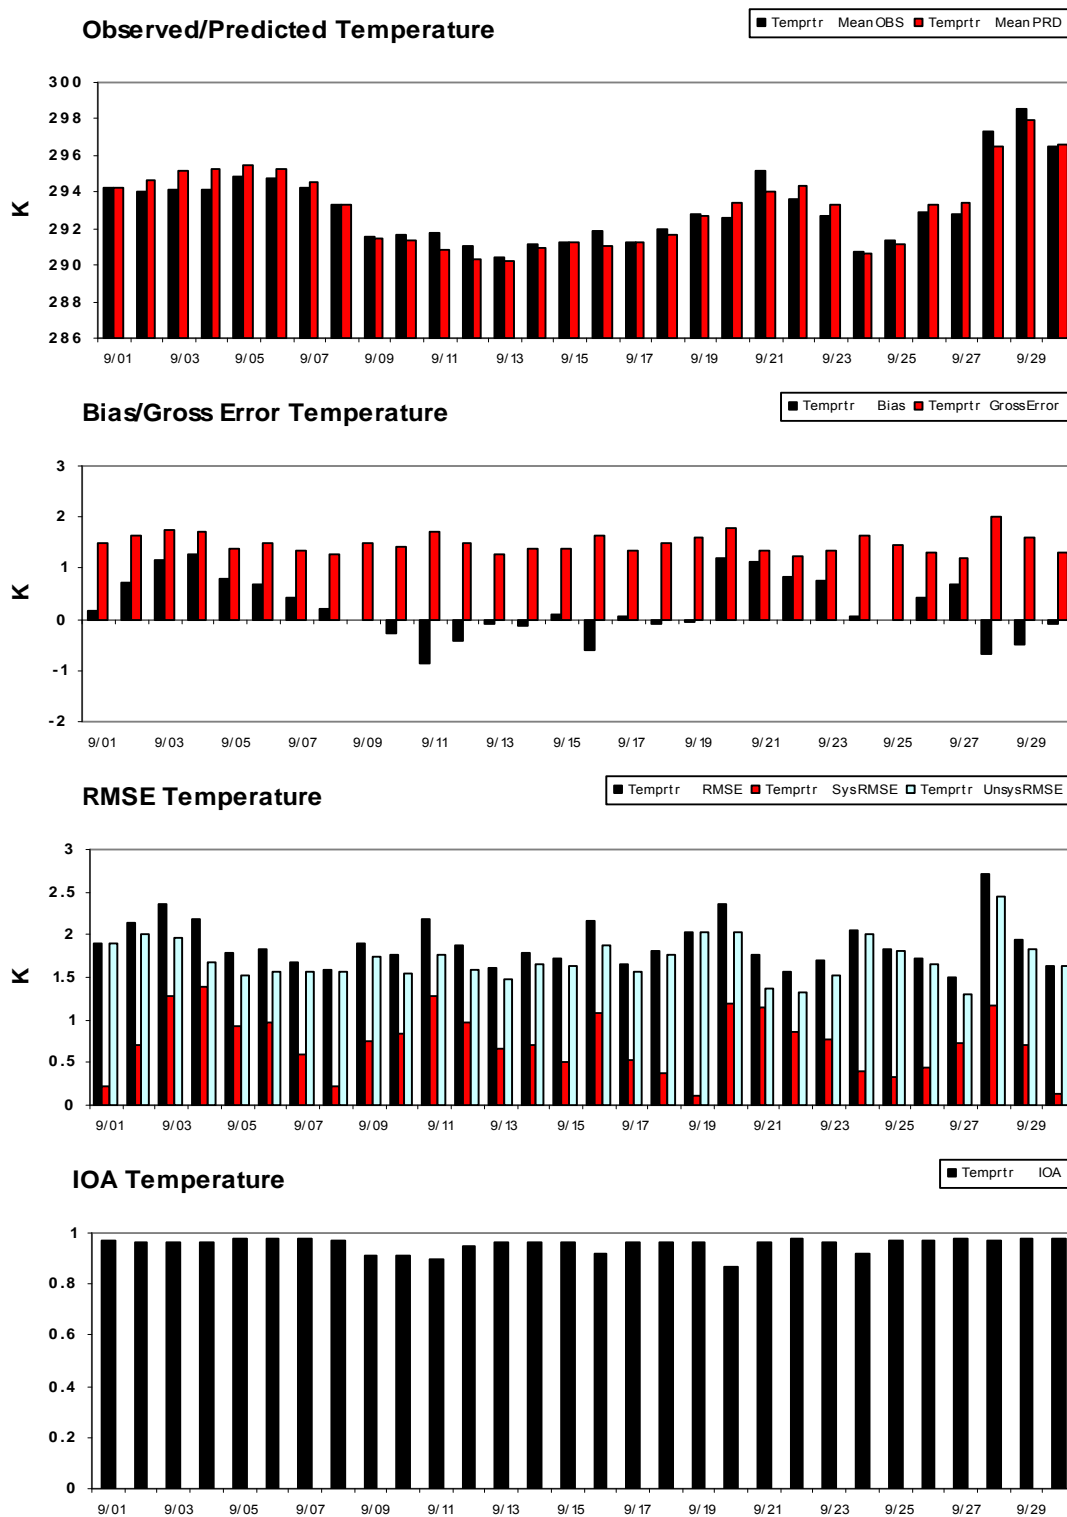 Observed/Predicted Temperature
Temprtr MeanOBS Temprtr MeanPRD
300
298
296
294
292
290
288
286
K
9/01 9/03 9/05 9/07 9/09 9/11 9/13 9/15 9/17 9/19 9/21 9/23 9/25 9/27 9/29
Bias/Gross Error Temperature
Temprtr Bias Temprtr GrossError
3
2
1
0
-1
-2
K
9/01 9/03 9/05 9/07 9/09 9/11 9/13 9/15 9/17 9/19 9/21 9/23 9/25 9/27 9/29
RMSE Temperature
Temprtr RMSE Temprtr SysRMSE Temprtr UnsysRMSE
3
2.5
2
1.5
1
0.5
0
K
9/01 9/03 9/05 9/07 9/09 9/11 9/13 9/15 9/17 9/19 9/21 9/23 9/25 9/27 9/29
IOA Temperature
Temprtr IOA
1
0.8
0.6
0.4
0.2
0
9/01 9/03 9/05 9/07 9/09 9/11 9/13 9/15 9/17 9/19 9/21 9/23 9/25 9/27 9/29